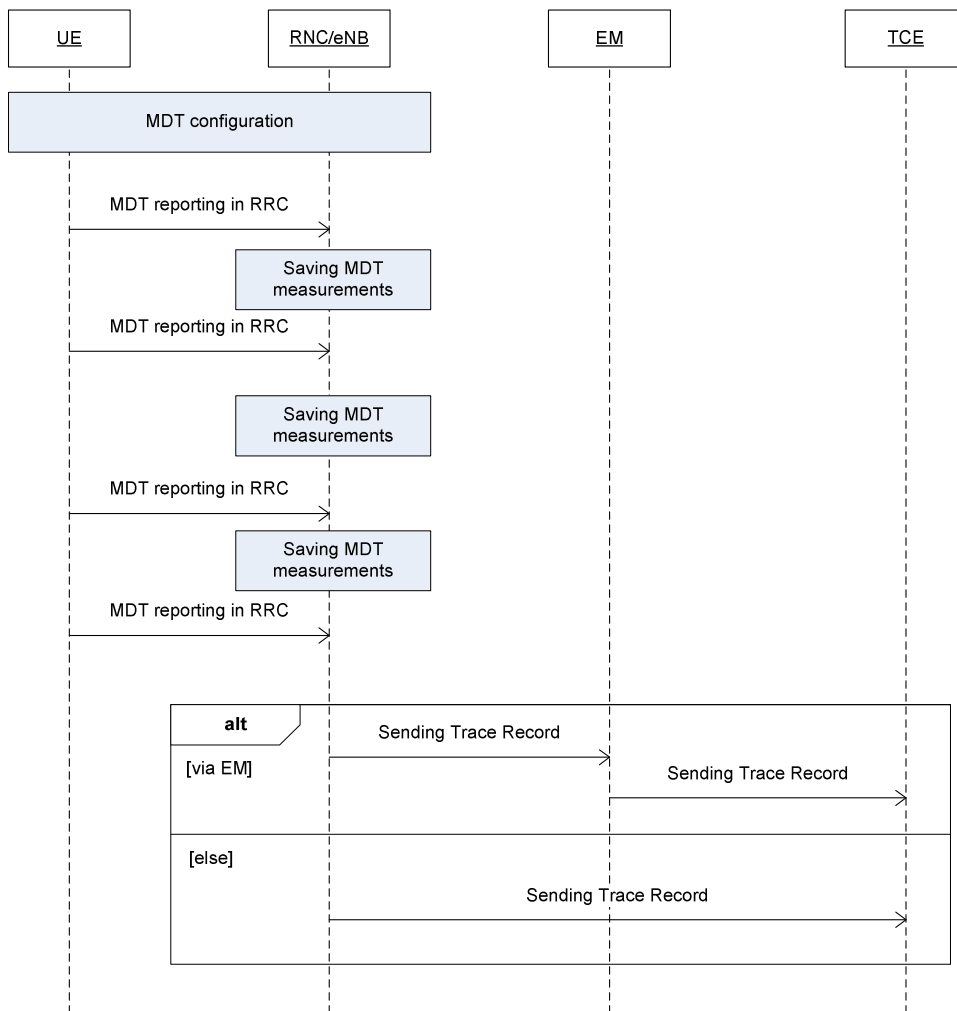 UE
RNC/eNB
EM
TCE
MDT configuration
MDT reporting in RRC
Saving MDT
measurements
MDT reporting in RRC
Saving MDT
measurements
MDT reporting in RRC
Saving MDT
measurements
MDT reporting in RRC
alt
Sending Trace Record
[via EM]
Sending Trace Record
[else]
Sending Trace Record